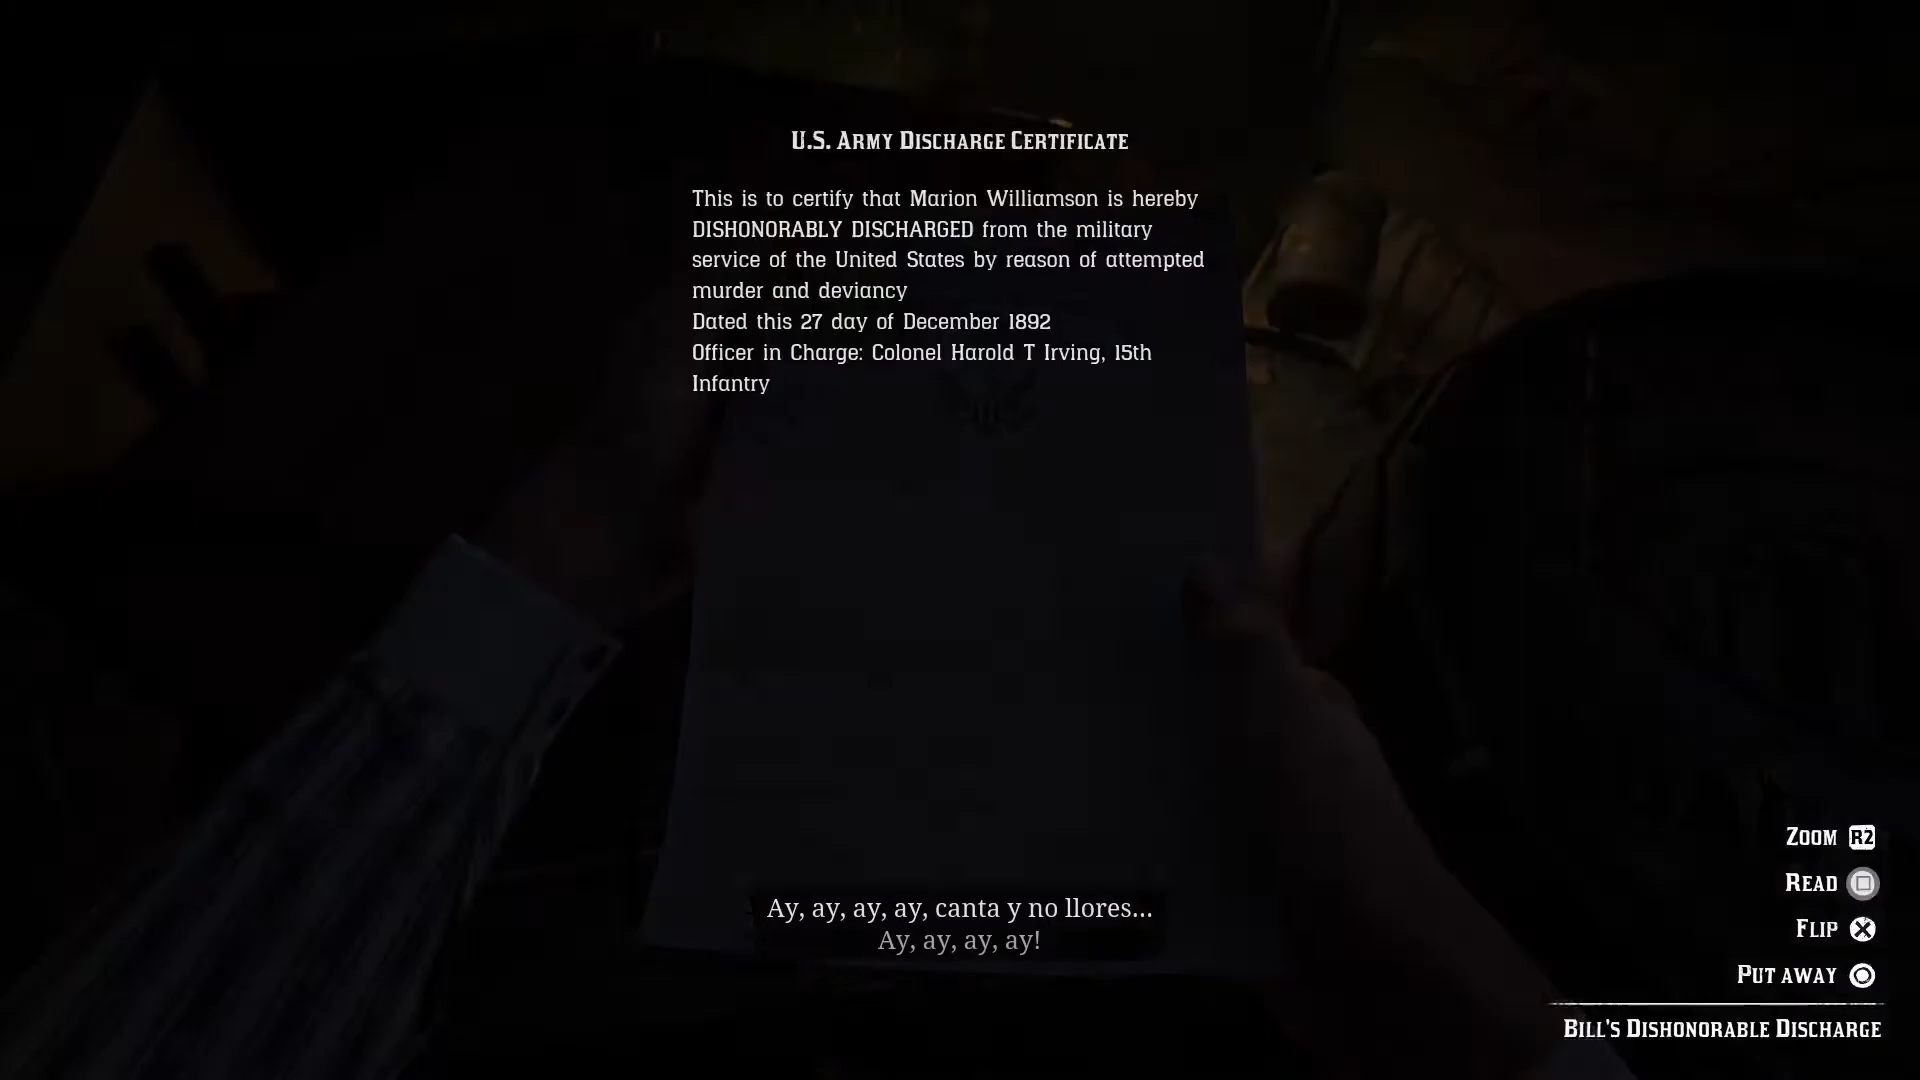 U.S. Army Discharge Certificate
This is to certify that Marion Williamson is hereby
DISHONORABLY DISCHARGED from the military
service of the United States by reason of attempted
murder and deviancy
Dated this 27 day of December 1892
Officer in Charge: Colonel Harold T Irving, 15th
Infantry
Ay, ay, ay, ay, canta y no llores...
Ay, ay, ay, ay!
Zoom R2
Read
Flip
Put away
Bill's Dishonorable Discharge